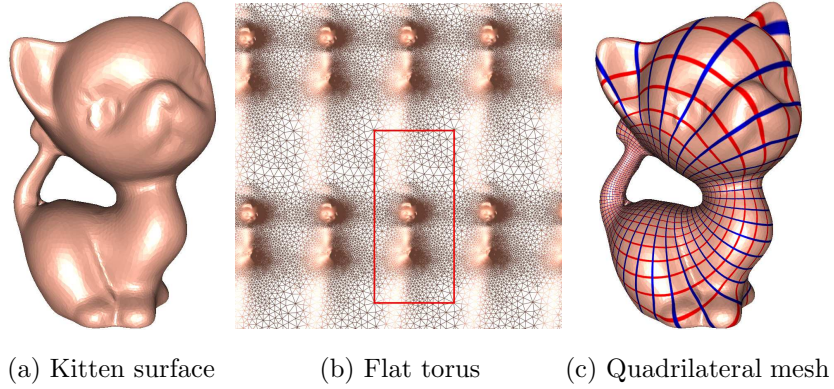 (a) Kitten surface
(b) Flat torus
(c) Quadrilateral mesh